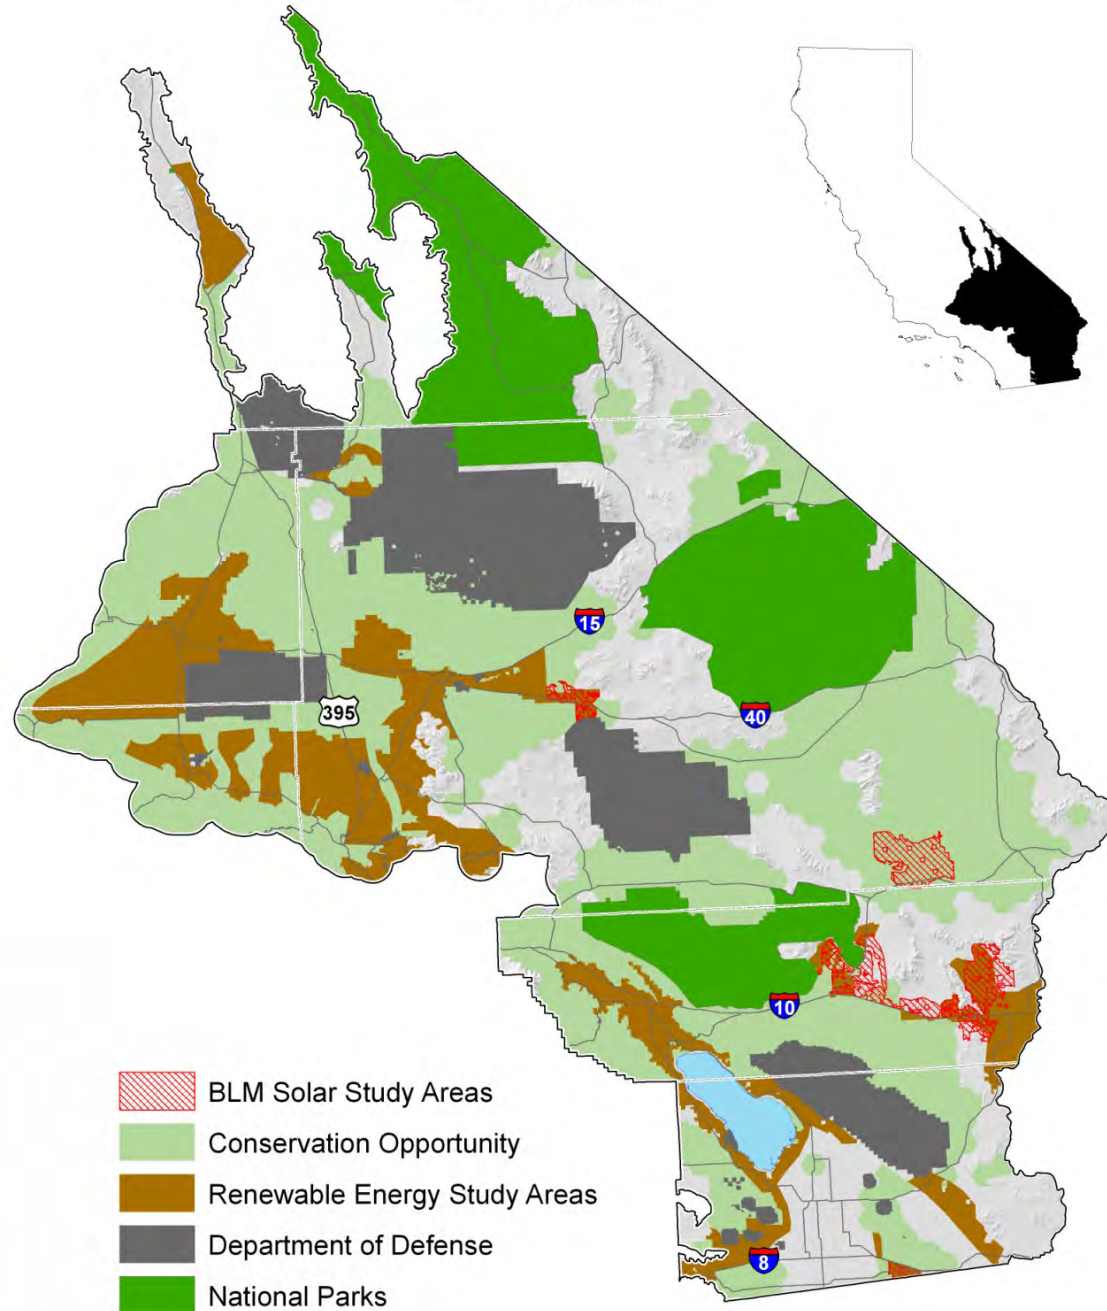 15
395
40
10
BLM Solar Study Areas
Conservation Opportunity
Renewable Energy Study Areas
Department of Defense
8
National Parks